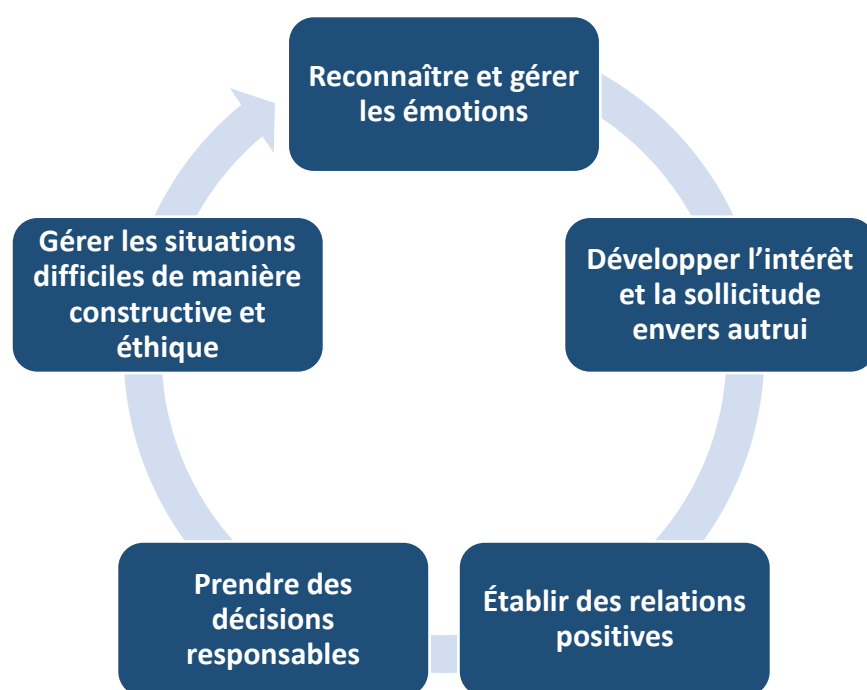 Reconnaître et gérer
les émotions
Développer l’intérêt
et la sollicitude
envers autrui
Établir des relations
positives
Prendre des
décisions
responsables
Gérer les situations
difficiles de manière
constructive et
éthique